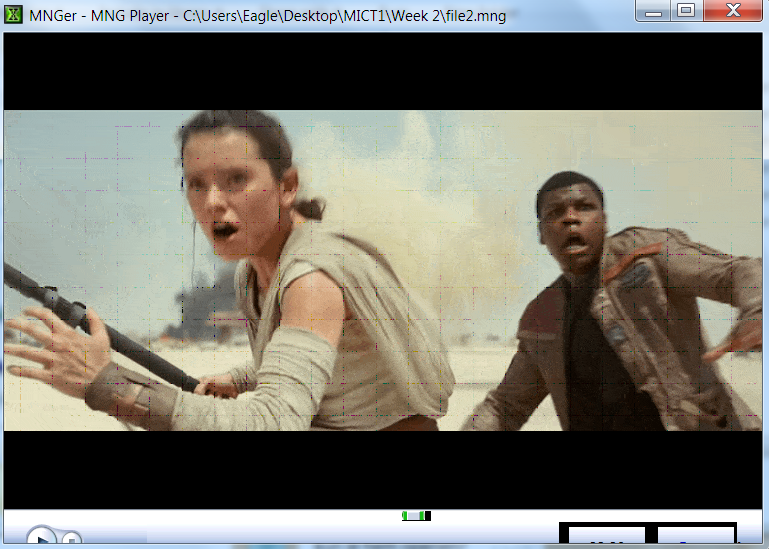 MNGer - MNG Player - C:\Users\Eagle\Desktop\MICT1\Week 2\file2.mng